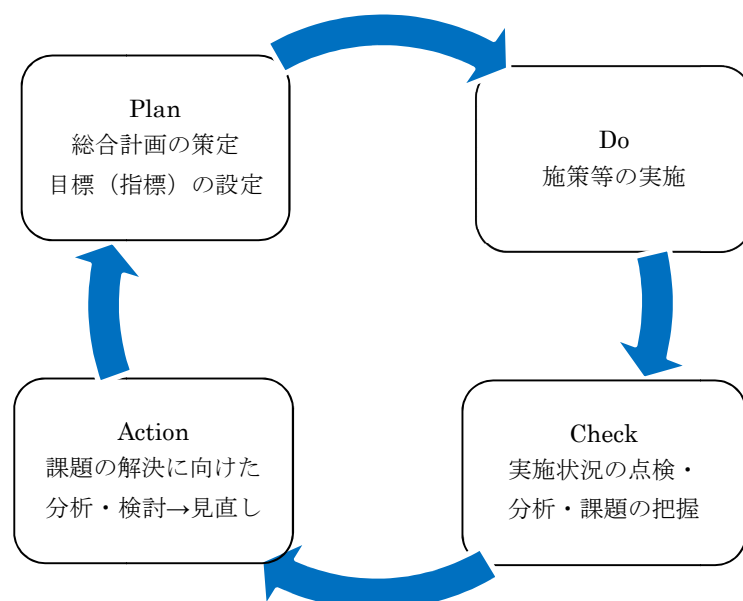 Plan
総合計画の策定
目標（指標）の設定
Do
施策等の実施
Check
実施状況の点検・
分析・課題の把握
Action
課題の解決に向けた
分析・検討→見直し